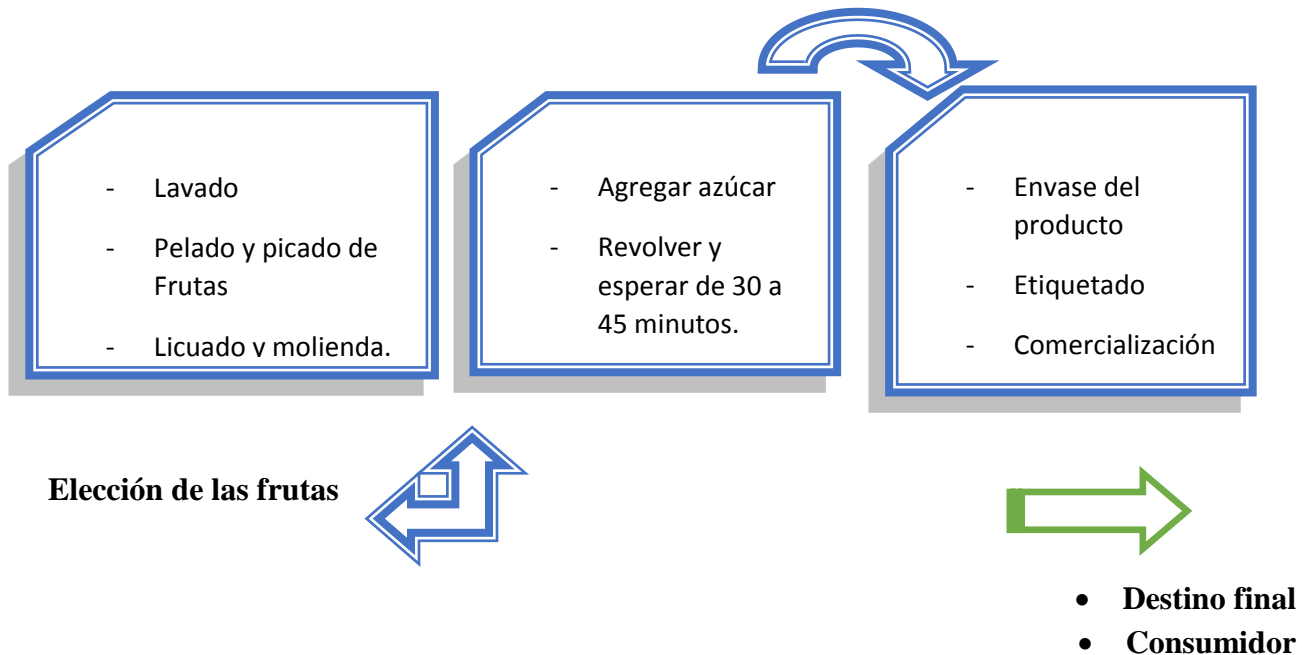 - Lavado
- Pelado y picado de
Frutas
- Licuado y molienda.
- Agregar azúcar
- Revolver y
esperar de 30 a
45 minutos.
- Envase del
producto
- Etiquetado
- Comercialización
Elección de las frutas
• Destino final
• Consumidor